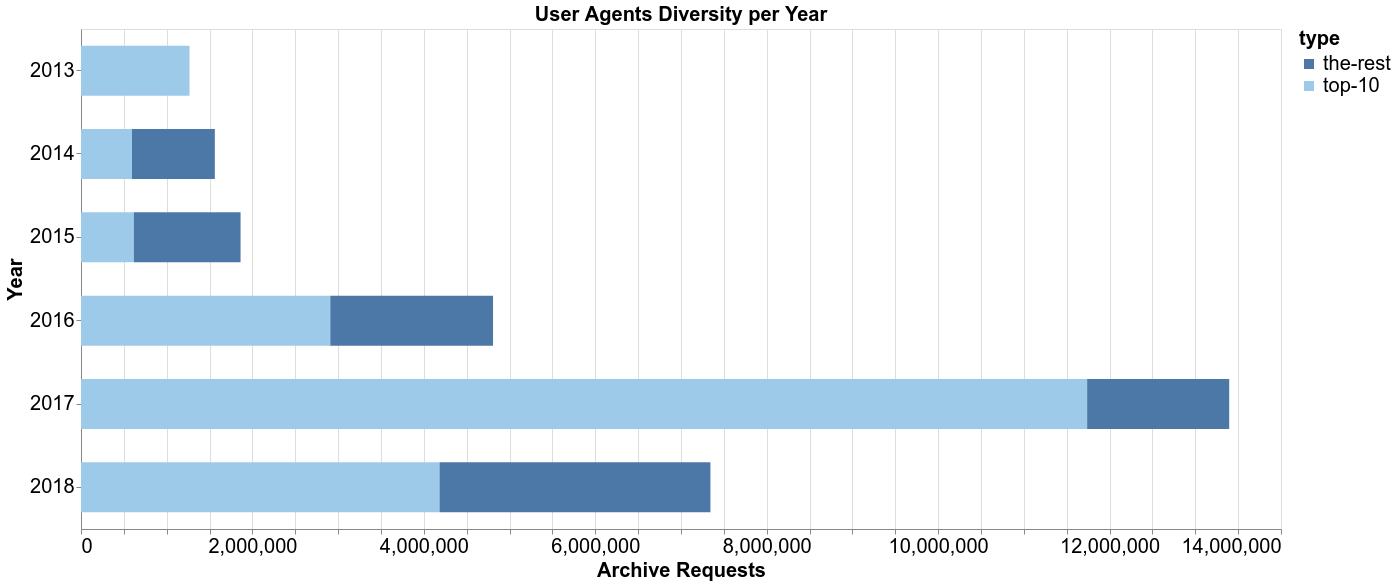 User Agents Diversity per Year
type
the-rest
top-10
Year
2013
2014
2015
2016
2017
2018
0 2,000,000 4,000,000 6,000,000 8,000,000 10,000,000 12,000,000 14,000,000
Archive Requests